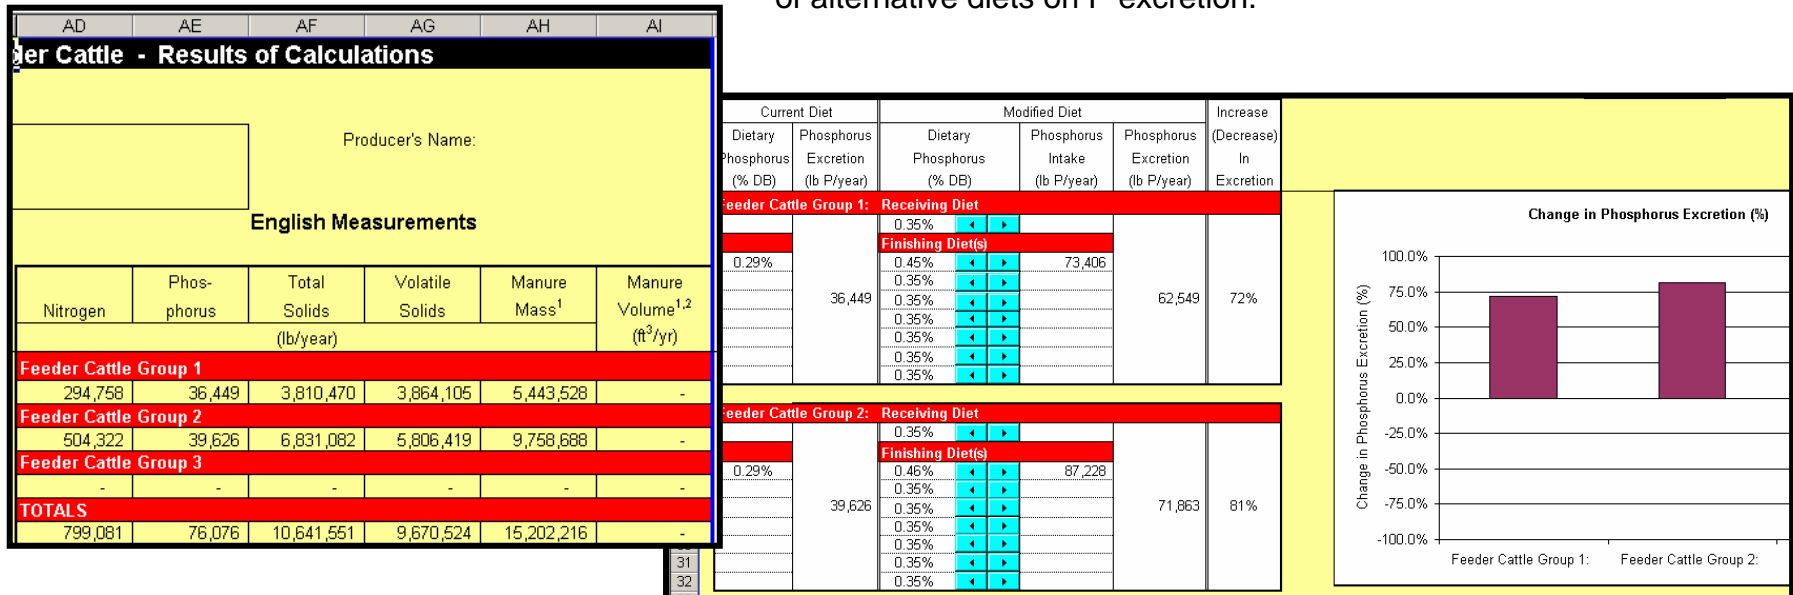 of alternative diets on P excretion.
AD AE AF AG AH AI
der Cattle - Results of Calculations
Producer's Name:
English Measurements
Nitrogen Phos-phorus Total Solids Volatile Solids Manure Mass1 Manure Volume1,2
(lb/year) (ft3/yr)
Feeder Cattle Group 1
294,758 36,449 3,810,470 3,864,105 5,443,528 -
Feeder Cattle Group 2
504,322 39,626 6,831,082 5,806,419 9,758,688 -
Feeder Cattle Group 3
- - - - - -
TOTALS
799,081 76,076 10,641,551 9,670,524 15,202,216 -
Current Diet Modified Diet Increase
Dietary Phosphorus Dietary Phosphorus Phosphorus (Decrease)
Phosphorus Excretion Phosphorus Intake Excretion In
(% DB) (lb P/year) (% DB) (lb P/year) (lb P/year) Excretion
Feeder Cattle Group 1: Receiving Diet
0.35%
Finishing Diet(s)
0.29% 0.45% 73,406
0.35%
36,449 0.35% 62,549 72%
0.35%
0.35%
0.35%
0.35%
Feeder Cattle Group 2: Receiving Diet
0.35%
Finishing Diet(s)
0.29% 0.46% 87,228
0.35%
39,626 0.35% 71,863 81%
0.35%
0.35%
31 0.35%
32 0.35%
Change in Phosphorus Excretion (%)
Change in Phosphorus Excretion (%)
100.0%
75.0%
50.0%
25.0%
0.0%
-25.0%
-50.0%
-75.0%
-100.0%
Feeder Cattle Group 1: Feeder Cattle Group 2: